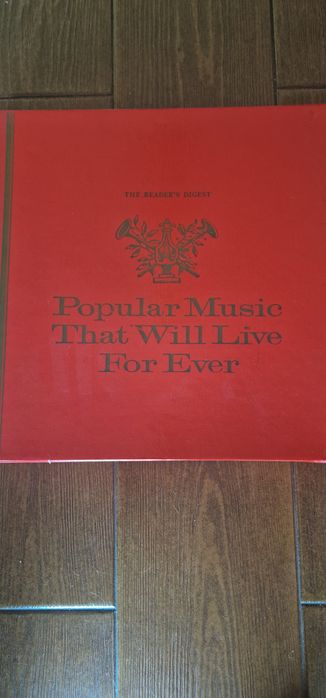 THE READER'S DIGEST
Popular Music
That Will Live
For Ever